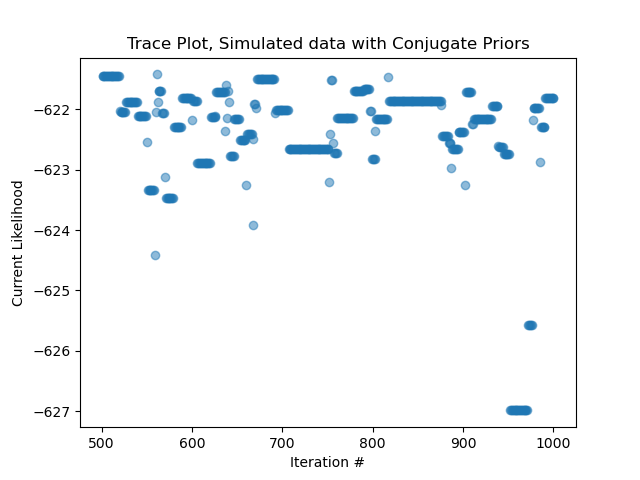 Trace Plot, Simulated data with Conjugate Priors
Current Likelihood
−622
−623
−624
−625
−626
−627
500 600 700 800 900 1000
Iteration #